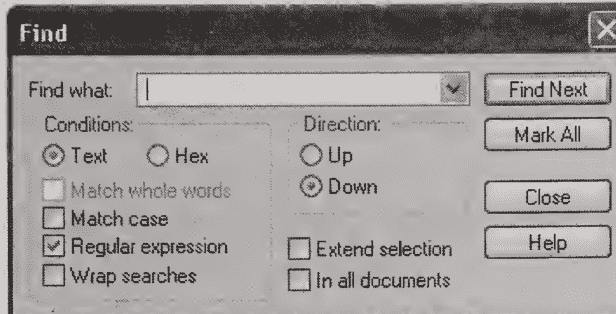 Find
Find what:
Find Next
Conditions:
Direction:
Mark All
Text
Hex
Up
Match whole words
Down
Close
Match case
Regular expression
Extend selection
Help
Wrap searches
In all documents